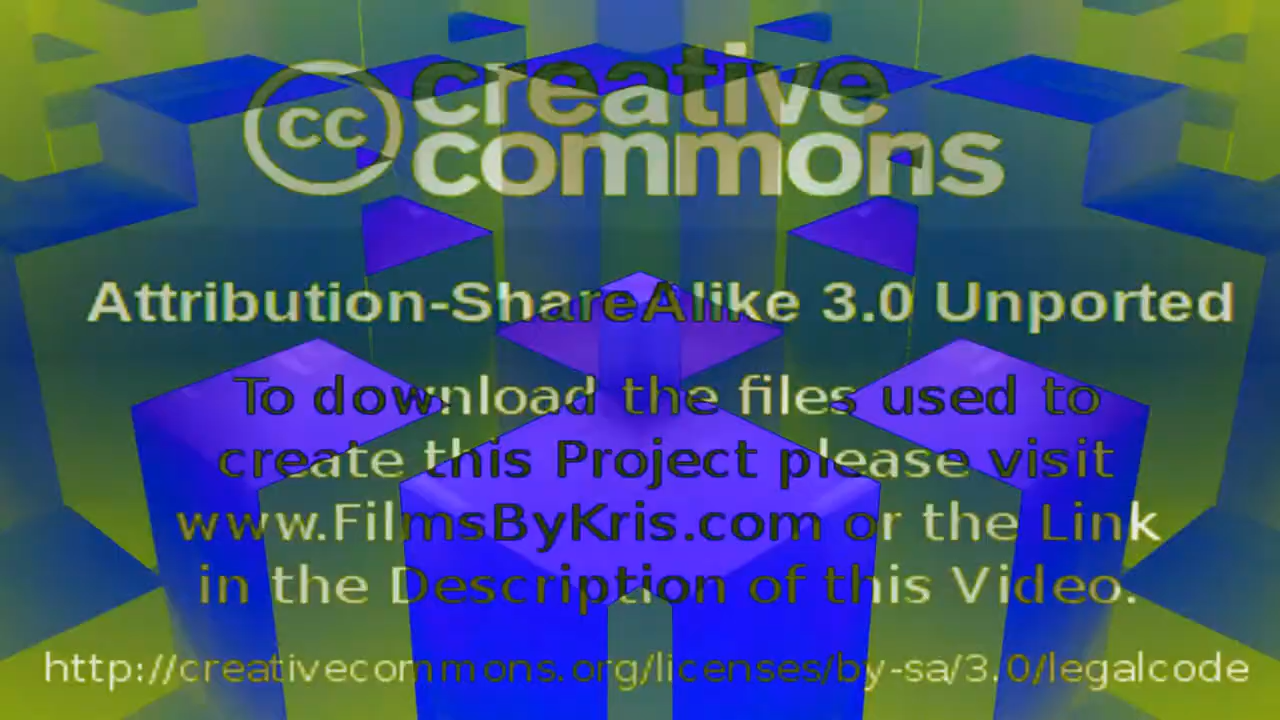 cc creative
commons
Attribution-ShareAlike 3.0 Unported
To download the files used to
create this Project please visit
www.FilmsByKris.com or the Link
in the Description of this Video.
http://creativecommons.org/licenses/by-sa/3.0/legalcode